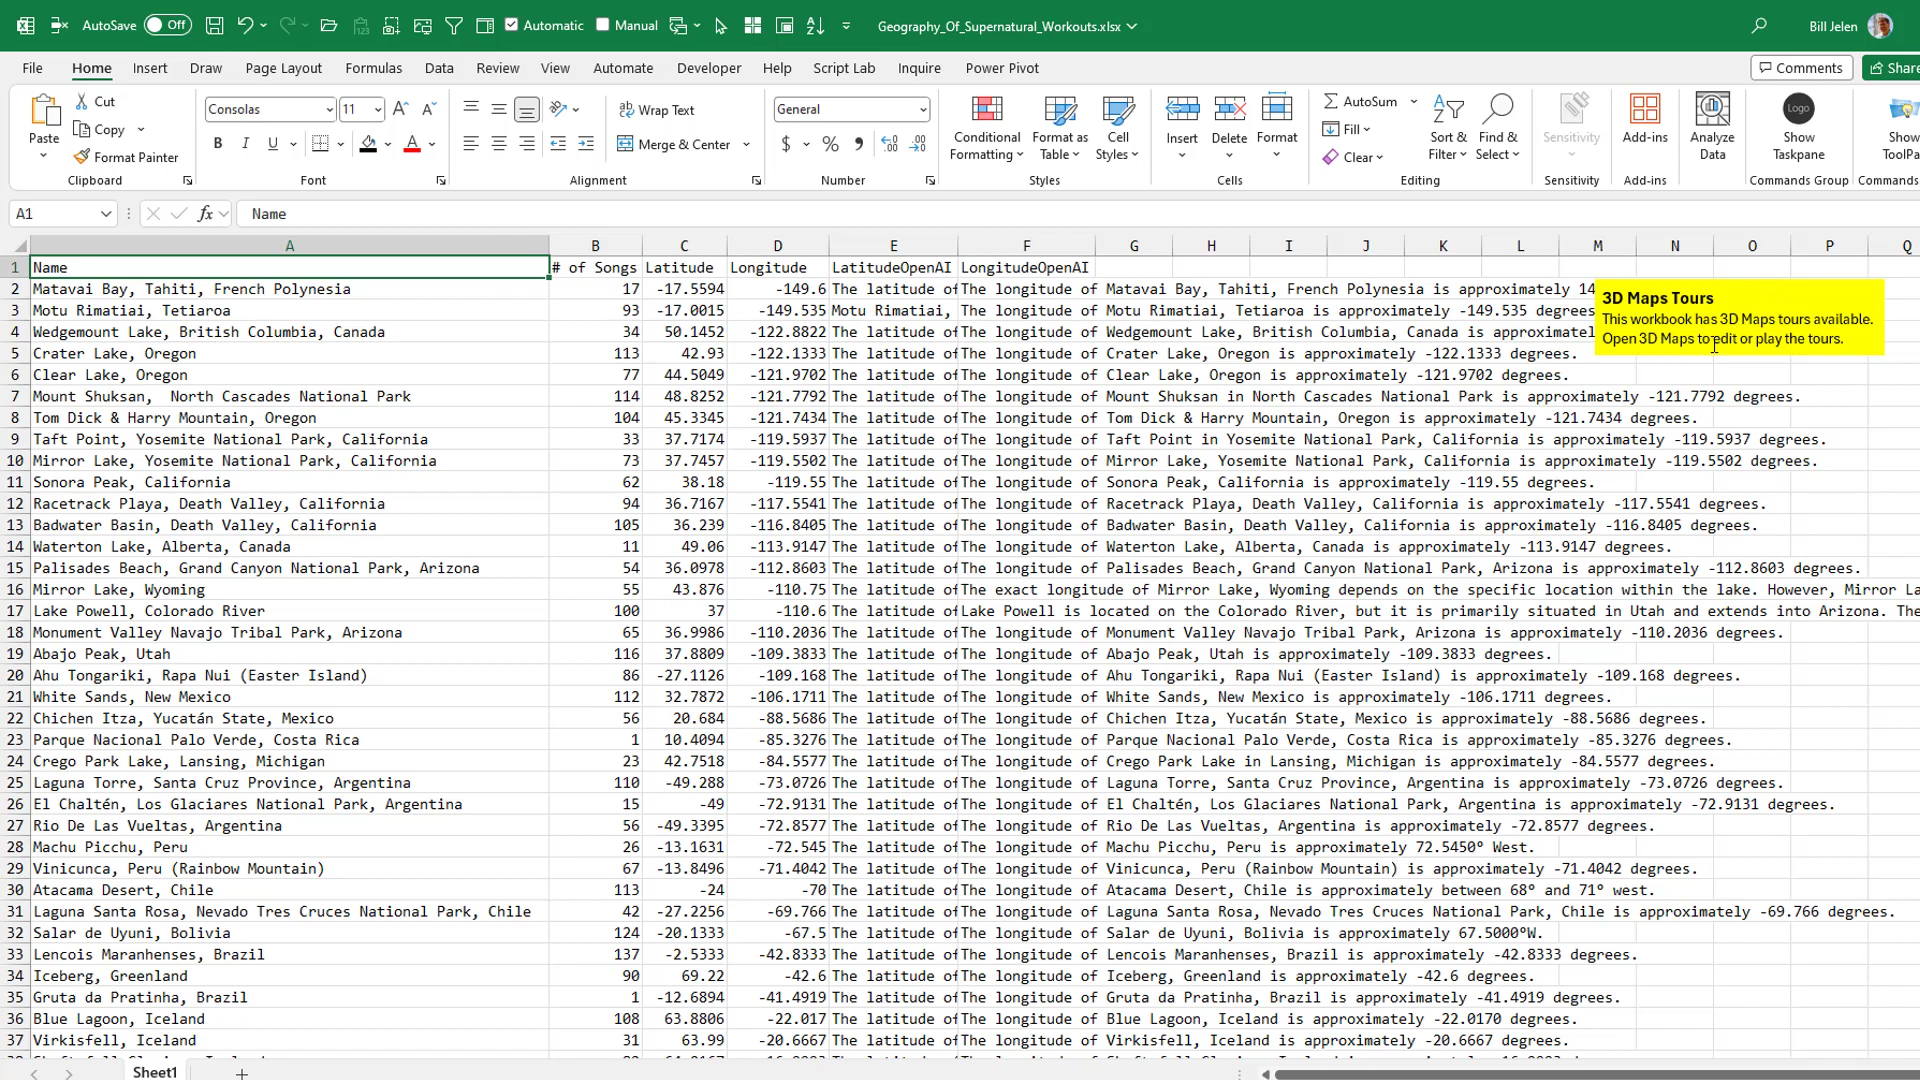 AutoSave Off Automatic Manual Geography_Of_Supernatural_Workouts.xlsx Bill Jelen
File Home Insert Draw Page Layout Formulas Data Review View Automate Developer Help Script Lab Inquire Power Pivot Comments Share
Paste Cut Copy Format Painter Clipboard
Consolas 11 B I U Font
Wrap Text Merge & Center Alignment
General $ % Number
Conditional Formatting Format as Table Cell Styles Styles
Insert Delete Format Cells
AutoSum Fill Clear Sort & Filter Find & Select Editing
Sensitivity Sensitivity
Add-ins Add-ins
Analyze Data
Logo Show Taskpane Commands Group
Show Commands
A1 fx Name
A B C D E F G H I J K L M N O P Q
1 Name # of Songs Latitude Longitude LatitudeOpenAI LongitudeOpenAI
2 Matavai Bay, Tahiti, French Polynesia 17 -17.5594 -149.6 The latitude of The longitude of Matavai Bay, Tahiti, French Polynesia is approximately
3 Motu Rimatiai, Tetiaroa 93 -17.0015 -149.535 Motu Rimatiai, The longitude of Motu Rimatiai, Tetiaroa is approximately -149.535 degrees
4 Wedgemount Lake, British Columbia, Canada 34 50.1452 -122.8822 The latitude of The longitude of Wedgemount Lake, British Columbia, Canada is approximate
5 Crater Lake, Oregon 113 42.93 -122.1333 The latitude of The longitude of Crater Lake, Oregon is approximately -122.1333 degrees.
3D Maps Tours
This workbook has 3D Maps tours available.
Open 3D Maps to edit or play the tours.
6 Clear Lake, Oregon 77 44.5049 -121.9702 The latitude of The longitude of Clear Lake, Oregon is approximately -121.9702 degrees.
7 Mount Shuksan, North Cascades National Park 114 48.8252 -121.7792 The latitude of The longitude of Mount Shuksan in North Cascades National Park is approximately -121.7792 degrees.
8 Tom Dick & Harry Mountain, Oregon 104 45.3345 -121.7434 The latitude of The longitude of Tom Dick & Harry Mountain, Oregon is approximately -121.7434 degrees.
9 Taft Point, Yosemite National Park, California 33 37.7174 -119.5937 The latitude of The longitude of Taft Point in Yosemite National Park, California is approximately -119.5937 degrees.
10 Mirror Lake, Yosemite National Park, California 73 37.7457 -119.5502 The latitude of The longitude of Mirror Lake, Yosemite National Park, California is approximately -119.5502 degrees.
11 Sonora Peak, California 62 38.18 -119.55 The latitude of The longitude of Sonora Peak, California is approximately -119.55 degrees.
12 Racetrack Playa, Death Valley, California 94 36.7167 -117.5541 The latitude of The longitude of Racetrack Playa, Death Valley, California is approximately -117.5541 degrees.
13 Badwater Basin, Death Valley, California 105 36.239 -116.8405 The latitude of The longitude of Badwater Basin, Death Valley, California is approximately -116.8405 degrees.
14 Waterton Lake, Alberta, Canada 11 49.06 -113.9147 The latitude of The longitude of Waterton Lake, Alberta, Canada is approximately -113.9147 degrees.
15 Palisades Beach, Grand Canyon National Park, Arizona 54 36.0978 -112.8603 The latitude of The longitude of Palisades Beach, Grand Canyon National Park, Arizona is approximately -112.8603 degrees.
16 Mirror Lake, Wyoming 55 43.876 -110.75 The latitude of The exact longitude of Mirror Lake, Wyoming depends on the specific location within the lake. However, Mirror La
17 Lake Powell, Colorado River 100 37 -110.6 The latitude of Lake Powell is located on the Colorado River, but it is primarily situated in Utah and extends into Arizona. The
18 Monument Valley Navajo Tribal Park, Arizona 65 36.9986 -110.2036 The latitude of The longitude of Monument Valley Navajo Tribal Park, Arizona is approximately -110.2036 degrees.
19 Abajo Peak, Utah 116 37.8809 -109.3833 The latitude of The longitude of Abajo Peak, Utah is approximately -109.3833 degrees.
20 Ahu Tongariki, Rapa Nui (Easter Island) 86 -27.1126 -109.168 The latitude of The longitude of Ahu Tongariki, Rapa Nui (Easter Island) is approximately -109.168 degrees.
21 White Sands, New Mexico 112 32.7872 -106.1711 The latitude of The longitude of White Sands, New Mexico is approximately -106.1711 degrees.
22 Chichen Itza, Yucatán State, Mexico 56 20.684 -88.5686 The latitude of The longitude of Chichen Itza, Yucatán State, Mexico is approximately -88.5686 degrees.
23 Parque Nacional Palo Verde, Costa Rica 1 10.4094 -85.3276 The latitude of The longitude of Parque Nacional Palo Verde, Costa Rica is approximately -85.3276 degrees.
24 Crego Park Lake, Lansing, Michigan 23 42.7518 -84.5577 The latitude of The longitude of Crego Park Lake in Lansing, Michigan is approximately -84.5577 degrees.
25 Laguna Torre, Santa Cruz Province, Argentina 110 -49.288 -73.0726 The latitude of The longitude of Laguna Torre, Santa Cruz Province, Argentina is approximately -73.0726 degrees.
26 El Chaltén, Los Glaciares National Park, Argentina 15 -49 -72.9131 The latitude of The longitude of El Chaltén, Los Glaciares National Park, Argentina is approximately -72.9131 degrees.
27 Rio De Las Vueltas, Argentina 56 -49.3395 -72.8577 The latitude of The longitude of Rio De Las Vueltas, Argentina is approximately -72.8577 degrees.
28 Machu Picchu, Peru 26 -13.1631 -72.545 The latitude of The longitude of Machu Picchu, Peru is approximately 72.5450° West.
29 Vinicunca, Peru (Rainbow Mountain) 67 -13.8496 -71.4042 The latitude of The longitude of Vinicunca, Peru (Rainbow Mountain) is approximately -71.4042 degrees.
30 Atacama Desert, Chile 113 -24 -70 The latitude of The longitude of Atacama Desert, Chile is approximately between 68° and 71° west.
31 Laguna Santa Rosa, Nevado Tres Cruces National Park, Chile 42 -27.2256 -69.766 The latitude of The longitude of Laguna Santa Rosa, Nevado Tres Cruces National Park, Chile is approximately -69.766 degrees.
32 Salar de Uyuni, Bolivia 124 -20.1333 -67.5 The latitude of The longitude of Salar de Uyuni, Bolivia is approximately 67.5000°W.
33 Lencois Maranhenses, Brazil 137 -2.5333 -42.8333 The latitude of The longitude of Lencois Maranhenses, Brazil is approximately -42.8333 degrees.
34 Iceberg, Greenland 90 69.22 -42.6 The latitude of The longitude of Iceberg, Greenland is approximately -42.6 degrees.
35 Gruta da Pratinha, Brazil 1 -12.6894 -41.4919 The latitude of The longitude of Gruta da Pratinha, Brazil is approximately -41.4919 degrees.
36 Blue Lagoon, Iceland 108 63.8806 -22.017 The latitude of The longitude of Blue Lagoon, Iceland is approximately -22.0170 degrees.
37 Virkisfell, Iceland 31 63.99 -20.6667 The latitude of The longitude of Virkisfell, Iceland is approximately -20.6667 degrees.
Sheet1